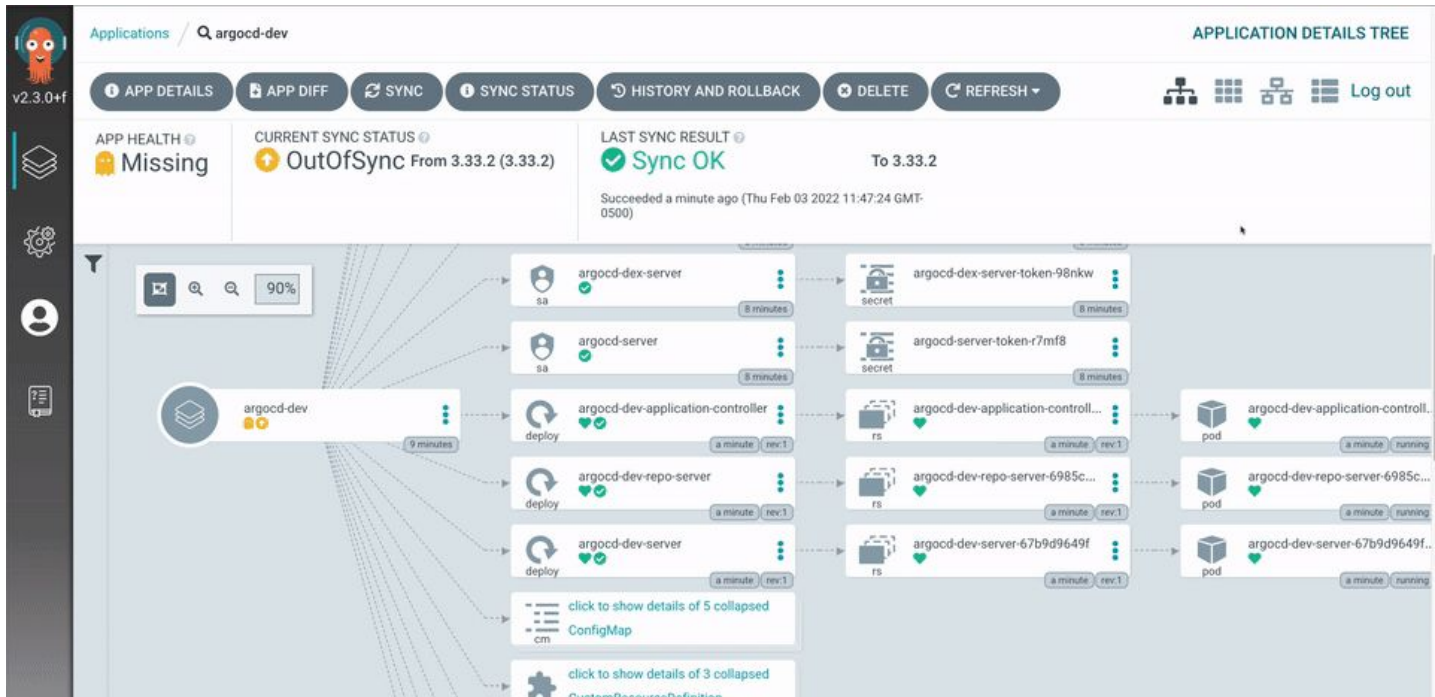 Applications / argocd-dev
APPLICATION DETAILS TREE
v2.3.0+f
APP DETAILS
APP DIFF
SYNC
SYNC STATUS
HISTORY AND ROLLBACK
DELETE
REFRESH
Log out
APP HEALTH
Missing
CURRENT SYNC STATUS
OutOfSync From 3.33.2 (3.33.2)
LAST SYNC RESULT
Sync OK To 3.33.2
Succeeded a minute ago (Thu Feb 03 2022 11:47:24 GMT-
0500)
90%
argocd-dev
9 minutes
argocd-dex-server
sa
8 minutes
argocd-dex-server-token-98nkw
secret
8 minutes
argocd-server
sa
8 minutes
argocd-server-token-r7mf8
secret
8 minutes
argocd-dev-application-controller
deploy
a minute rev:1
argocd-dev-application-controll...
rs
a minute rev:1
argocd-dev-application-controll.
pod
a minute running
argocd-dev-repo-server
deploy
a minute rev:1
argocd-dev-repo-server-6985c...
rs
a minute rev:1
argocd-dev-repo-server-6985c...
pod
a minute running
argocd-dev-server
deploy
a minute rev:1
argocd-dev-server-67b9d9649f
rs
a minute rev:1
argocd-dev-server-67b9d9649f..
pod
a minute running
click to show details of 5 collapsed
ConfigMap
cm
click to show details of 3 collapsed
CustomResourceDefinition